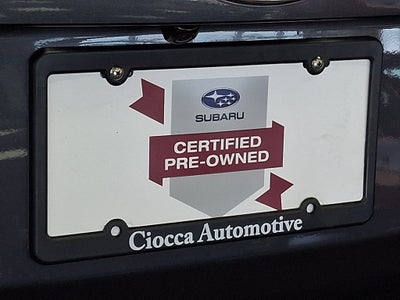 SUBARU
CERTIFIED
PRE-OWNED
Ciocca Automotive